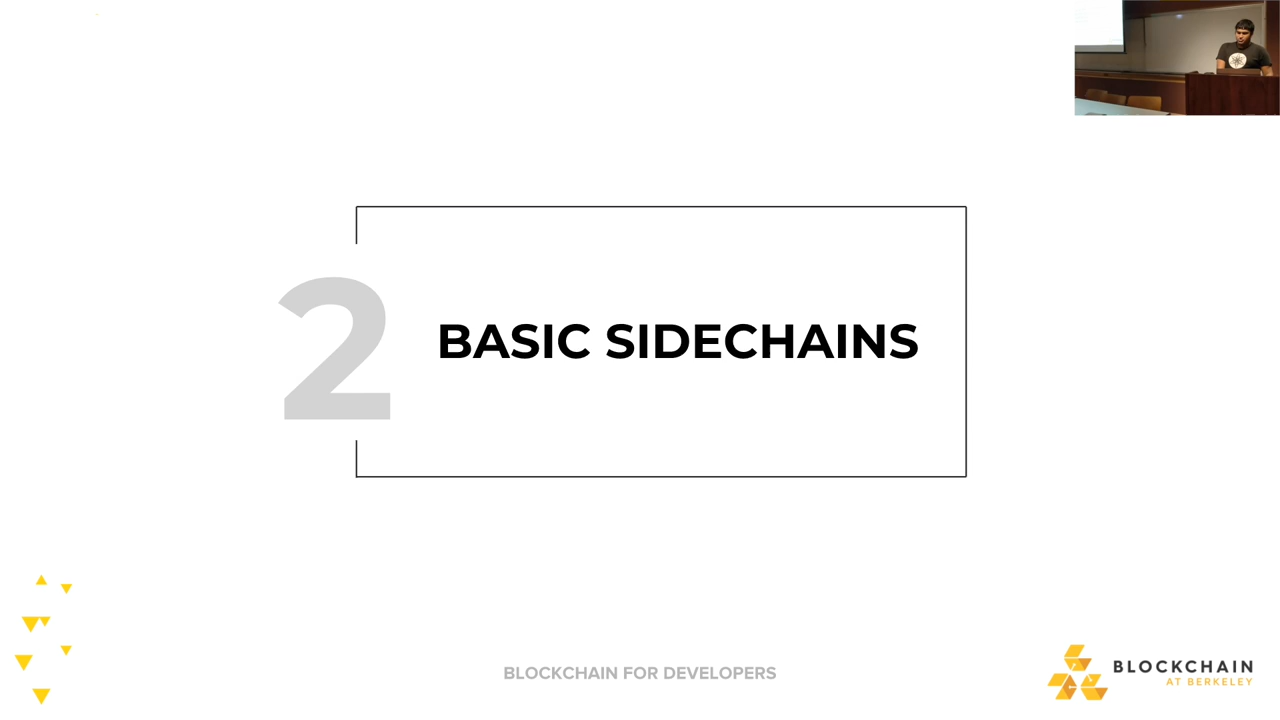 2
BASIC SIDECHAINS
BLOCKCHAIN FOR DEVELOPERS
BLOCKCHAIN
AT BERKELEY